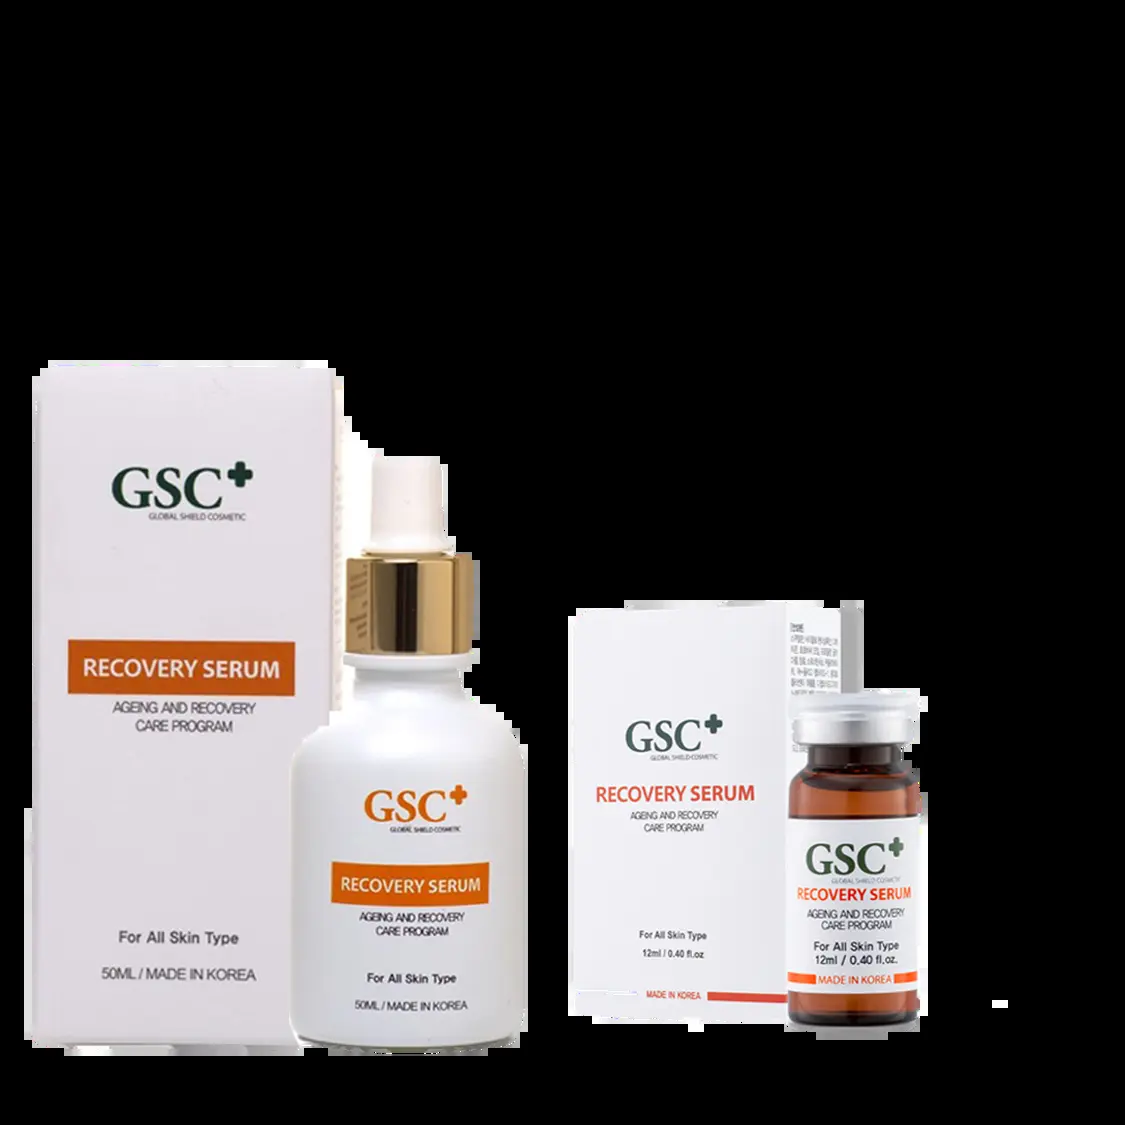 GSC+
GLOBAL SHIELD COSMETIC
RECOVERY SERUM
AGEING AND RECOVERY
CARE PROGRAM
For All Skin Type
50ML / MADE IN KOREA
GSC+
GLOBAL SHIELD COSMETIC
RECOVERY SERUM
AGEING AND RECOVERY
CARE PROGRAM
For All Skin Type
50ML / MADE IN KOREA
GSC+
GLOBAL SHIELD COSMETIC
RECOVERY SERUM
AGEING AND RECOVERY
CARE PROGRAM
For All Skin Type
12ml / 0.40 fl.oz
MADE IN KOREA
GSC+
GLOBAL SHIELD COSMETIC
RECOVERY SERUM
AGEING AND RECOVERY
CARE PROGRAM
For All Skin Type
12ml / 0.40 fl.oz.
MADE IN KOREA